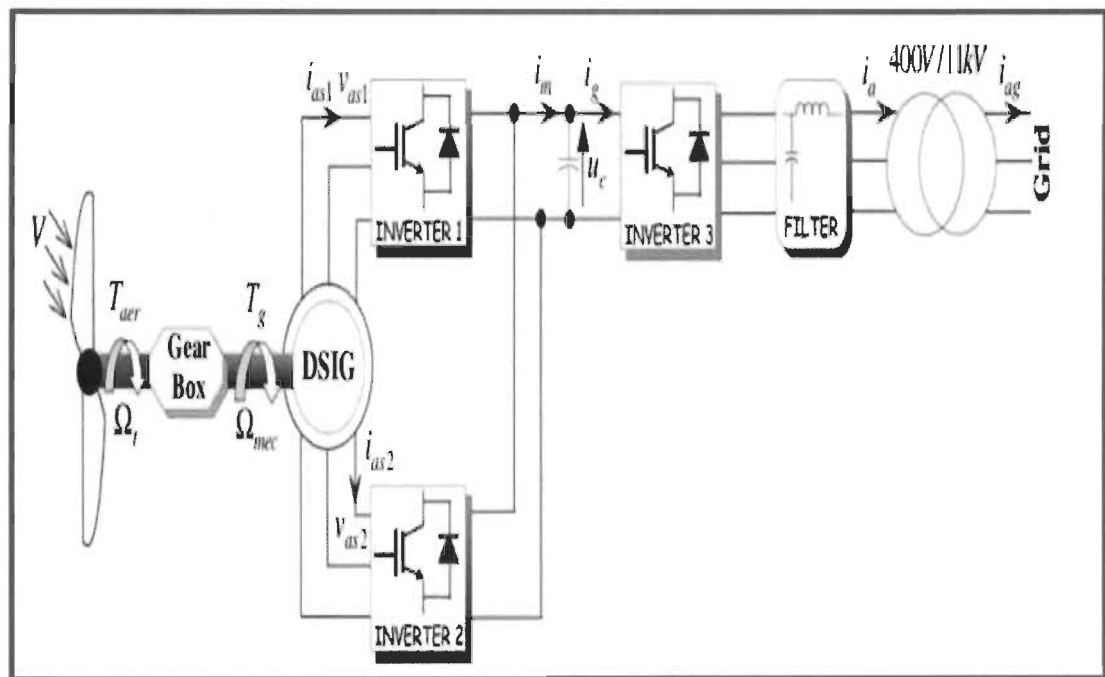 i_as1 v_as1
i_m
i_g
i_a
400V/11kV
i_ag
u_c
Grid
INVERTER 1
INVERTER 3
FILTER
V
T_aer
T_g
Gear
Box
DSIG
Ω_t
Ω_mec
i_as2
v_as2
INVERTER 2